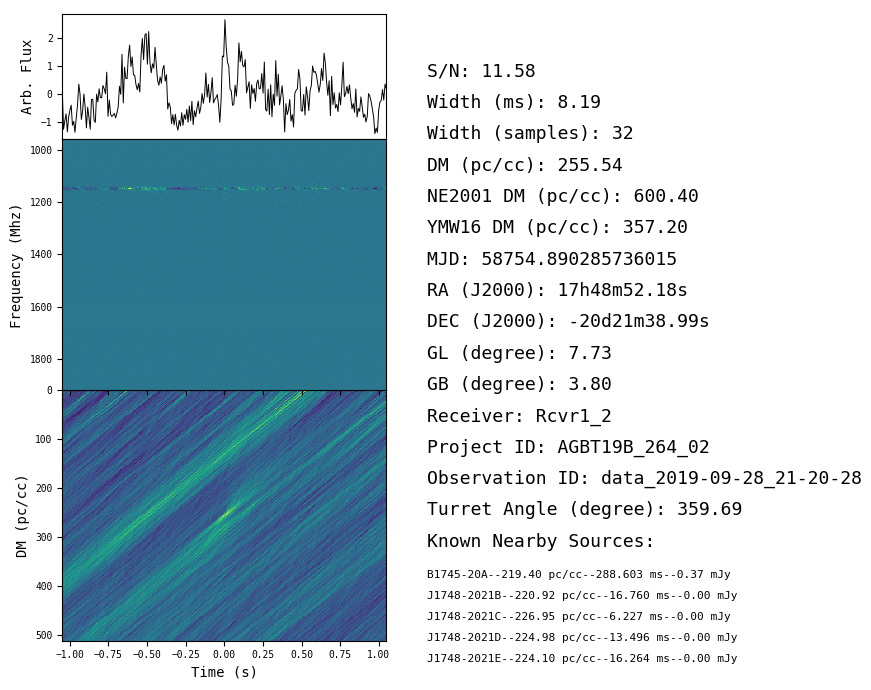 2
1
0
−1
Arb. Flux
1000
1200
1400
1600
1800
Frequency (Mhz)
0
100
200
300
400
500
DM (pc/cc)
−1.00 −0.75 −0.50 −0.25 0.00 0.25 0.50 0.75 1.00
Time (s)
S/N: 11.58
Width (ms): 8.19
Width (samples): 32
DM (pc/cc): 255.54
NE2001 DM (pc/cc): 600.40
YMW16 DM (pc/cc): 357.20
MJD: 58754.890285736015
RA (J2000): 17h48m52.18s
DEC (J2000): -20d21m38.99s
GL (degree): 7.73
GB (degree): 3.80
Receiver: Rcvr1_2
Project ID: AGBT19B_264_02
Observation ID: data_2019-09-28_21-20-28
Turret Angle (degree): 359.69
Known Nearby Sources:
B1745-20A--219.40 pc/cc--288.603 ms--0.37 mJy
J1748-2021B--220.92 pc/cc--16.760 ms--0.00 mJy
J1748-2021C--226.95 pc/cc--6.227 ms--0.00 mJy
J1748-2021D--224.98 pc/cc--13.496 ms--0.00 mJy
J1748-2021E--224.10 pc/cc--16.264 ms--0.00 mJy